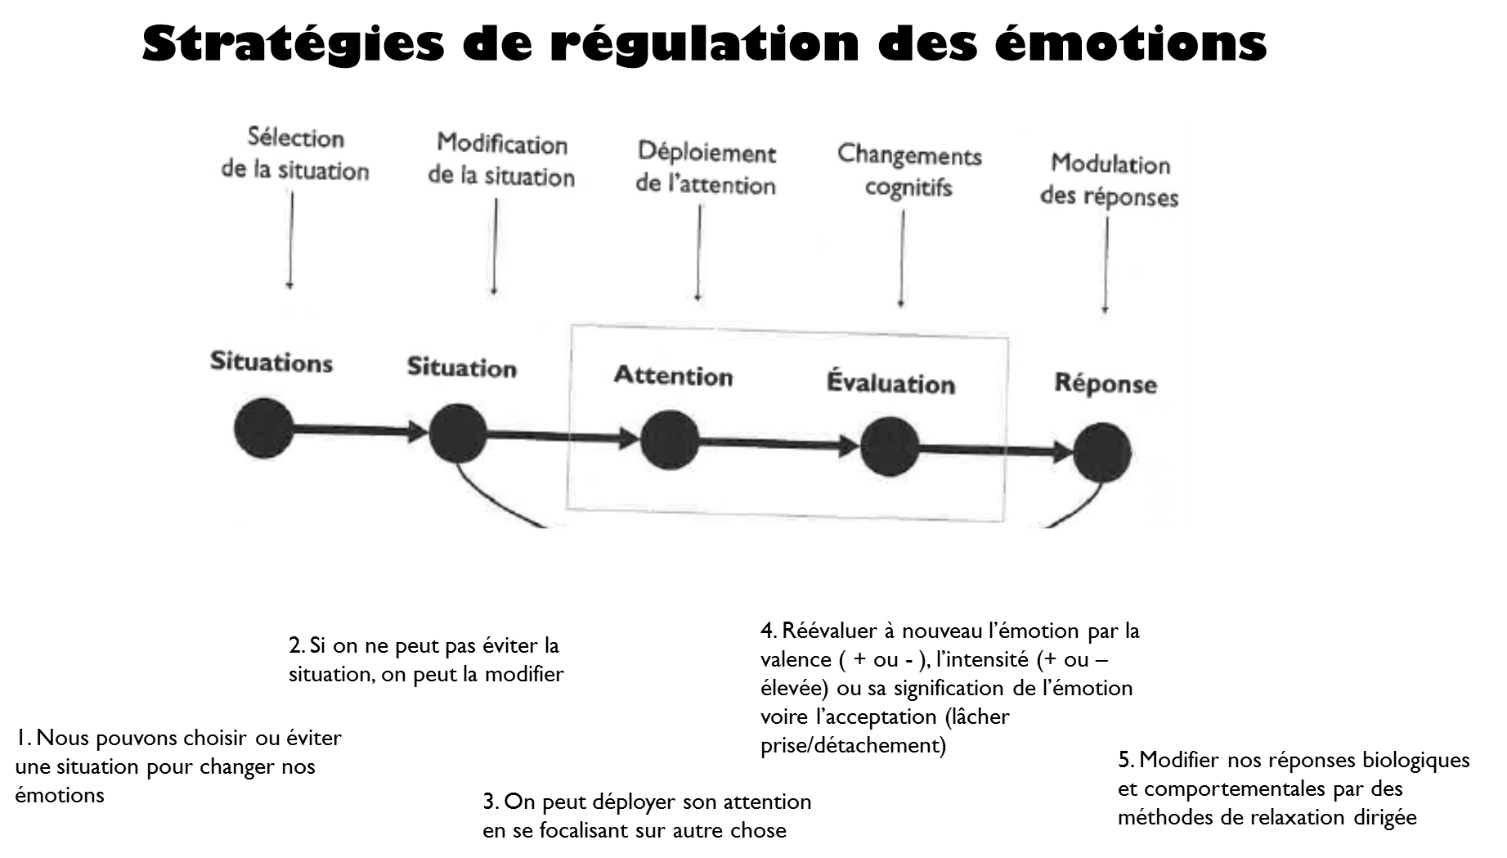 Stratégies de régulation des émotions
Sélection
de la situation
Modification
de la situation
Déploiement
de l'attention
Changements
cognitifs
Modulation
des réponses
Situations
Situation
Attention
Évaluation
Réponse
2. Si on ne peut pas éviter la
situation, on peut la modifier
4. Réévaluer à nouveau l'émotion par la
valence ( + ou - ), l'intensité (+ ou –
élevée) ou sa signification de l'émotion
voire l'acceptation (lâcher
prise/détachement)
1. Nous pouvons choisir ou éviter
une situation pour changer nos
émotions
3. On peut déployer son attention
en se focalisant sur autre chose
5. Modifier nos réponses biologiques
et comportementales par des
méthodes de relaxation dirigée